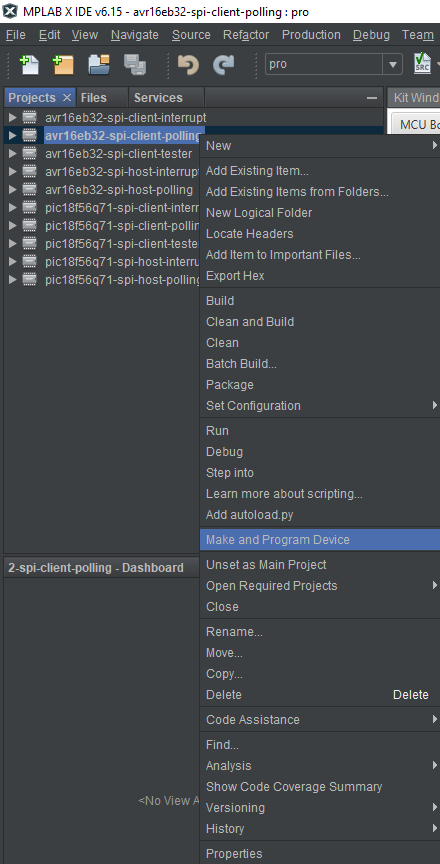 MPLAB X IDE v6.15 - avr16eb32-spi-client-polling : pro
File Edit View Navigate Source Refactor Production Debug Team
pro
SRC
Projects Files Services
Kit Wind
MCU Bo
avr16eb32-spi-client-interrupt
avr16eb32-spi-client-polling
avr16eb32-spi-client-tester
avr16eb32-spi-host-interrupt
avr16eb32-spi-host-polling
pic18f56q71-spi-client-interr
pic18f56q71-spi-client-pollin
pic18f56q71-spi-client-teste
pic18f56q71-spi-host-interru
pic18f56q71-spi-host-polling
New
Add Existing Item...
Add Existing Items from Folders...
New Logical Folder
Locate Headers
Add Item to Important Files...
Export Hex
Build
Clean and Build
Clean
Batch Build...
Package
Set Configuration
Run
Debug
Step into
Learn more about scripting...
Add autoload.py
Make and Program Device
Unset as Main Project
Open Required Projects
Close
Rename...
Move...
Copy...
Delete Delete
Code Assistance
Find...
Analysis
Show Code Coverage Summary
Versioning
History
Properties
2-spi-client-polling - Dashboard
<No View A